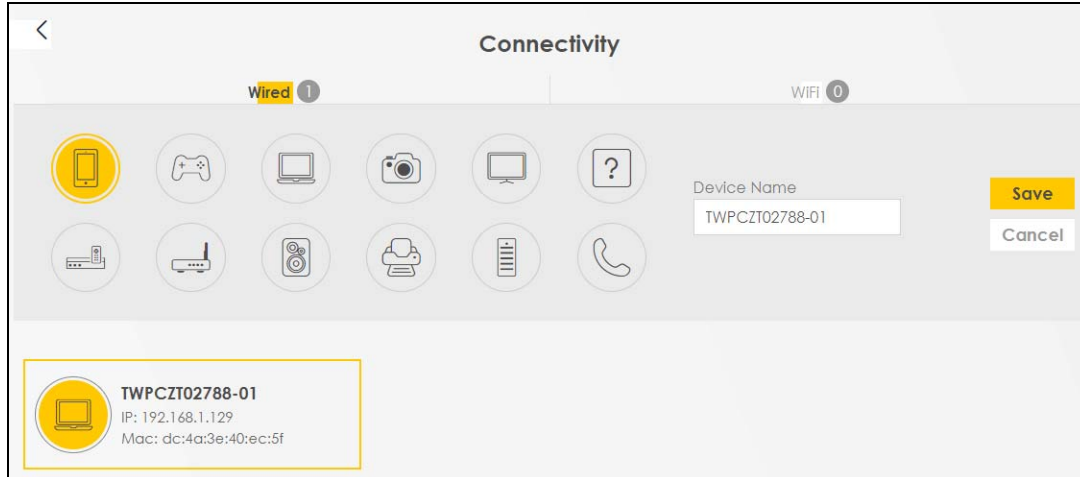 Connectivity
Wired 1
WiFi 0
?
Device Name
TWPCZT02788-01
Save
Cancel
TWPCZT02788-01
IP: 192.168.1.129
Mac: dc:4a:3e:40:ec:5f